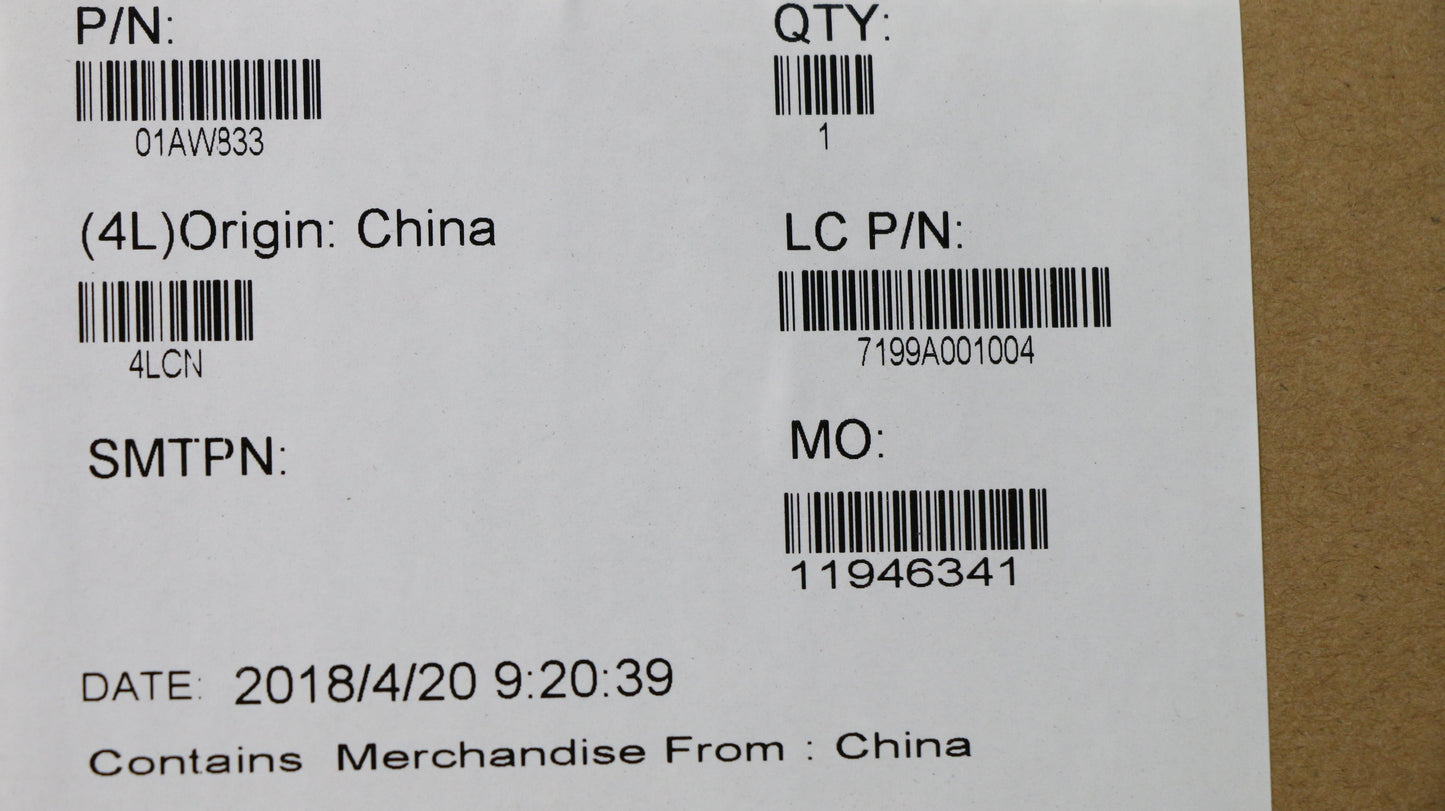 P/N:
01AW833
QTY:
1
(4L)Origin: China
4LCN
LC P/N:
7199A001004
SMTPN:
MO:
11946341
DATE: 2018/4/20 9:20:39
Contains Merchandise From : China